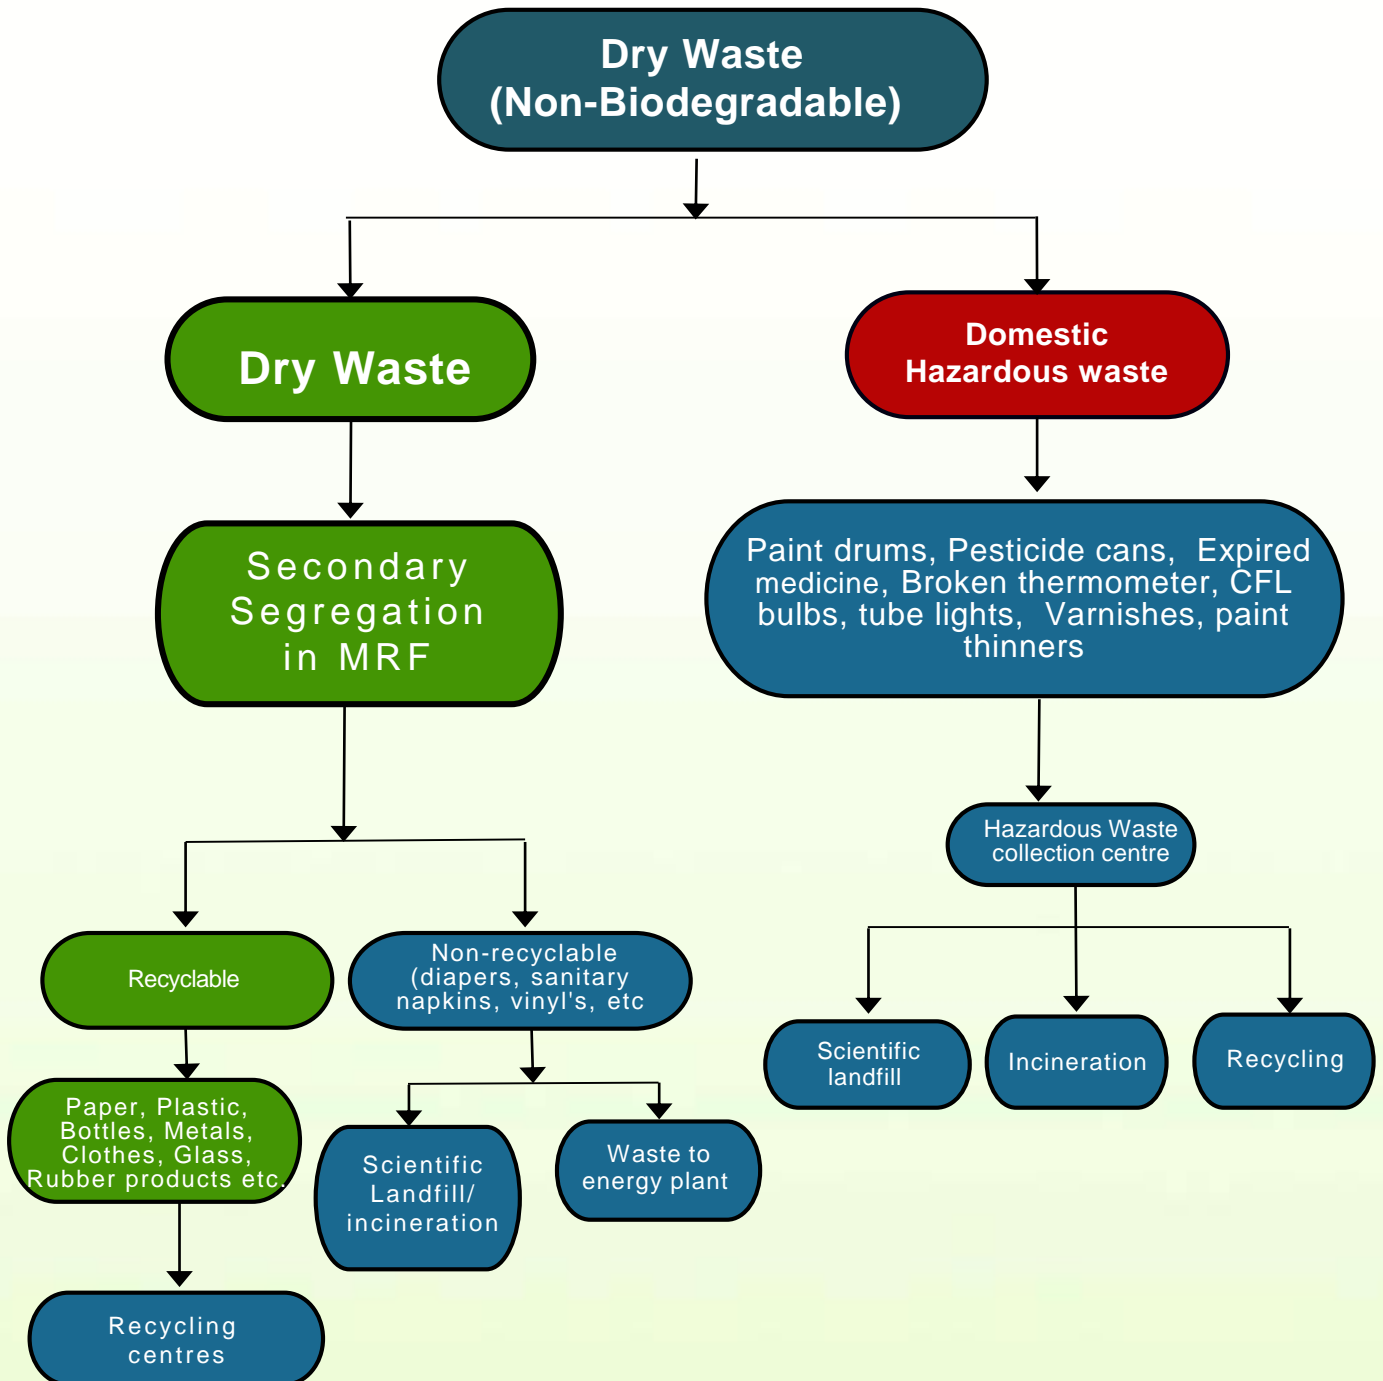 Dry Waste
(Non-Biodegradable)
Dry Waste
Domestic
Hazardous waste
Secondary
Segregation
in MRF
Paint drums, Pesticide cans,  Expired
medicine, Broken thermometer, CFL
bulbs, tube lights,  Varnishes, paint
thinners
Hazardous Waste
collection centre
Recyclable
Non-recyclable
(diapers, sanitary
napkins, vinyl's, etc
Scientific
landfill
Incineration
Recycling
Paper, Plastic,
Bottles, Metals,
Clothes, Glass,
Rubber products etc.
Scientific
Landfill/
incineration
Waste to
energy plant
Recycling
centres